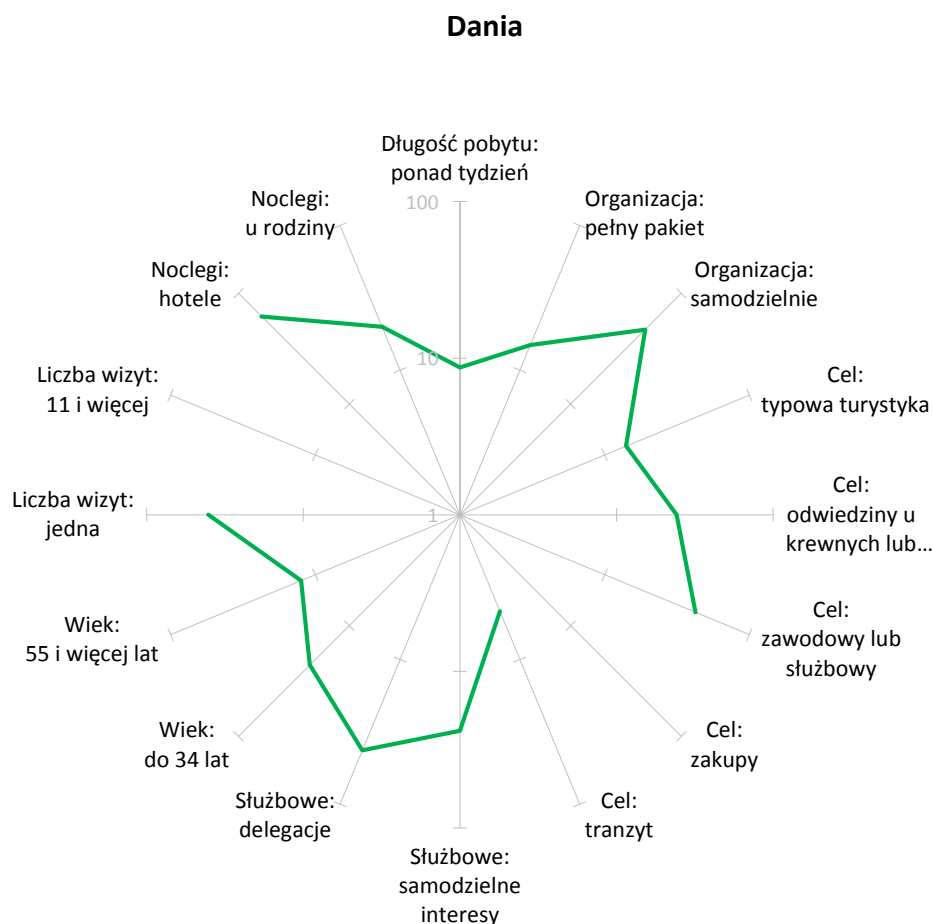 Dania
Długość pobytu:
ponad tydzień
Organizacja:
pełny pakiet
Organizacja:
samodzielnie
Cel:
typowa turystyka
Cel:
odwiedziny u
krewnych lub…
Cel:
zawodowy lub
służbowy
Cel:
zakupy
Cel:
tranzyt
Służbowe:
samodzielne
interesy
Służbowe:
delegacje
Wiek:
do 34 lat
Wiek:
55 i więcej lat
Liczba wizyt:
jedna
Liczba wizyt:
11 i więcej
Noclegi:
hotele
Noclegi:
u rodziny
100
10
1